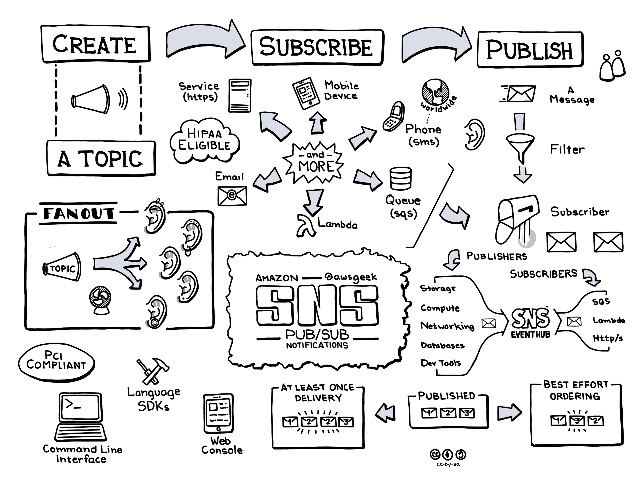 CREATE
SUBSCRIBE
PUBLISH
A TOPIC
Service
(https)
Mobile
Device
worldwide
Phone
(sms)
HIPAA
ELIGIBLE
and
MORE
Email
Queue
(sqs)
Lambda
A
Message
Filter
Subscriber
FANOUT
TOPIC
AMAZON — @awsgeek
SNS
PUB/SUB
NOTIFICATIONS
PUBLISHERS
SUBSCRIBERS
Storage
Compute
Networking
Databases
Dev Tools
SNS
EVENT HUB
SQS
Lambda
Http/s
PCI
COMPLIANT
>_
Command Line
Interface
Language
SDKs
Web
Console
AT LEAST ONCE
DELIVERY
PUBLISHED
1 2 3
BEST EFFORT
ORDERING
cc-by-sa